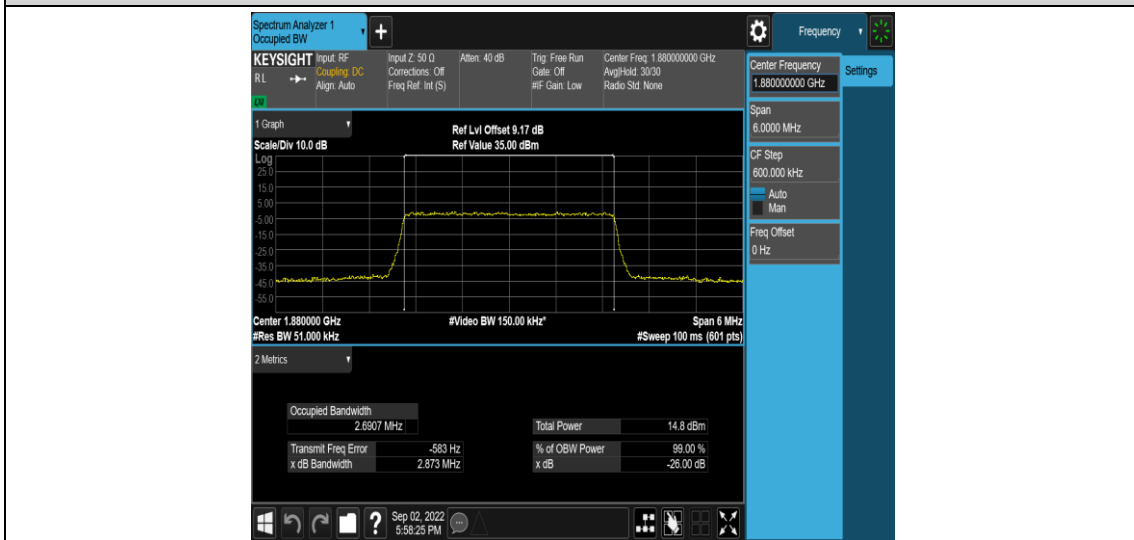 Spectrum Analyzer 1
Occupied BW
+
Frequency
KEYSIGHT
RL
LXI
Input: RF
Coupling: DC
Align: Auto
Input Z: 50 Ω
Corrections: Off
Freq Ref: Int (S)
Atten: 40 dB
Trig: Free Run
Gate: Off
#IF Gain: Low
Center Freq: 1.880000000 GHz
Avg|Hold: 30/30
Radio Std: None
Center Frequency
1.880000000 GHz
Settings
Span
6.0000 MHz
CF Step
600.000 kHz
Auto
Man
Freq Offset
0 Hz
1 Graph
Scale/Div 10.0 dB
Ref Lvl Offset 9.17 dB
Ref Value 35.00 dBm
Log
25.0
15.0
5.00
-5.00
-15.0
-25.0
-35.0
-45.0
-55.0
Center 1.880000 GHz
#Res BW 51.000 kHz
#Video BW 150.00 kHz*
Span 6 MHz
#Sweep 100 ms (601 pts)
2 Metrics
Occupied Bandwidth
2.6907 MHz
Total Power 14.8 dBm
Transmit Freq Error -583 Hz
% of OBW Power 99.00 %
x dB Bandwidth 2.873 MHz
x dB -26.00 dB
?
Sep 02, 2022
5:58:25 PM